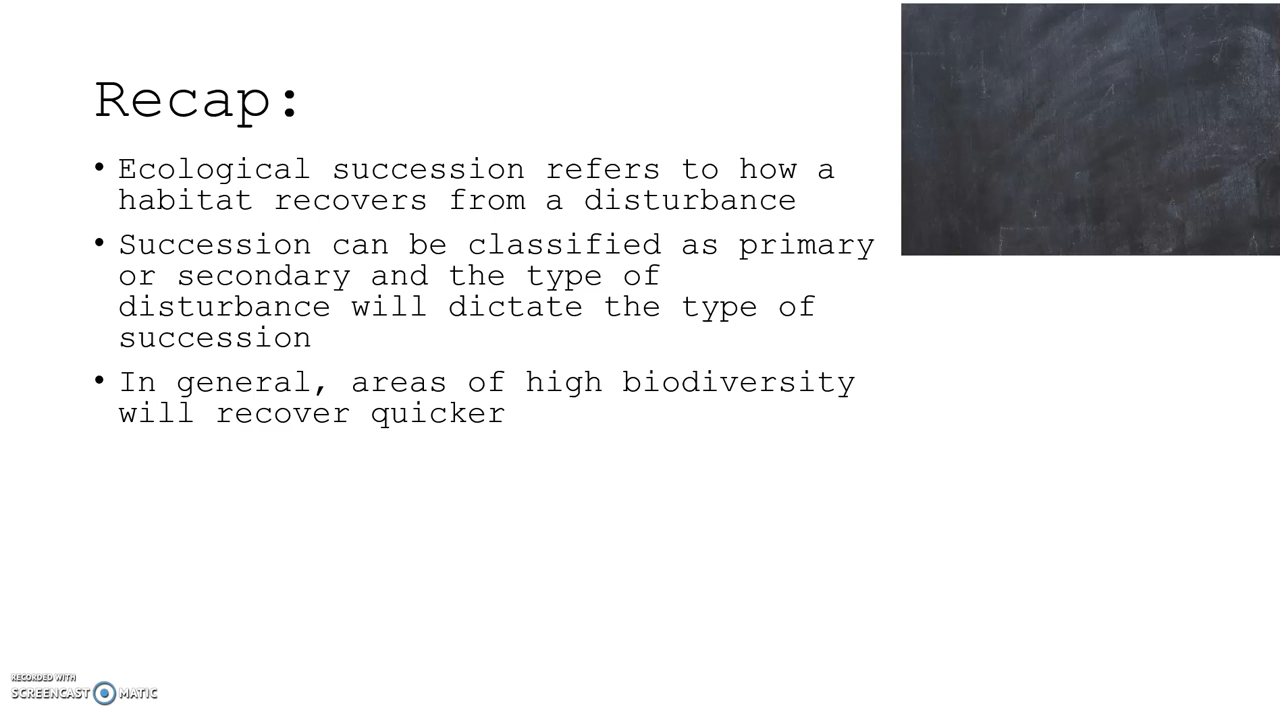 Recap:
• Ecological succession refers to how a
habitat recovers from a disturbance
• Succession can be classified as primary
or secondary and the type of
disturbance will dictate the type of
succession
• In general, areas of high biodiversity
will recover quicker
RECORDED WITH
SCREENCAST MATIC